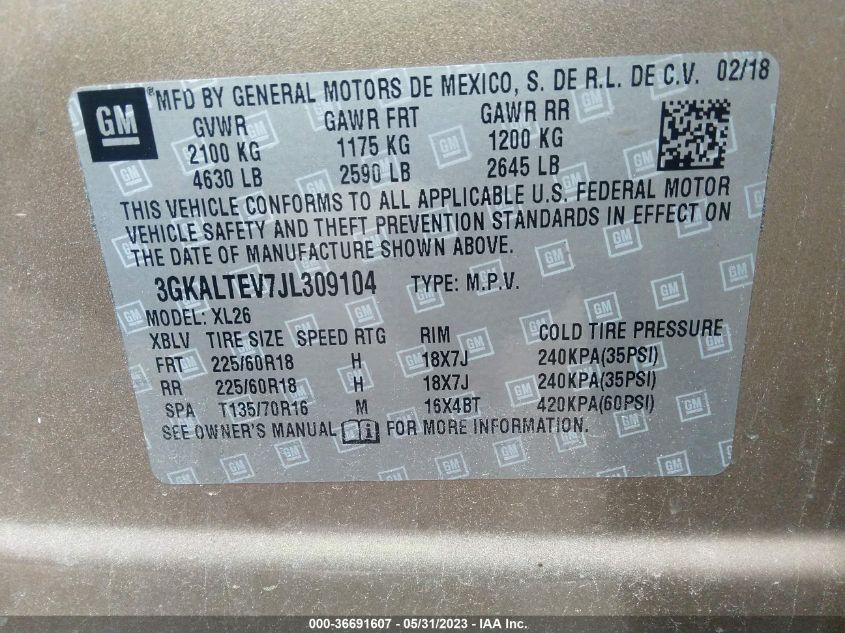 GM ® MFD BY GENERAL MOTORS DE MEXICO, S. DE R.L. DE C.V. 02/18
GVWR GAWR FRT GAWR RR
2100 KG 1175 KG 1200 KG
4630 LB 2590 LB 2645 LB
THIS VEHICLE CONFORMS TO ALL APPLICABLE U.S. FEDERAL MOTOR
VEHICLE SAFETY AND THEFT PREVENTION STANDARDS IN EFFECT ON
THE DATE OF MANUFACTURE SHOWN ABOVE.
3GKALTEV7JL309104 TYPE: M.P.V.
MODEL: XL26
XBLV TIRE SIZE SPEED RTG RIM COLD TIRE PRESSURE
FRT 225/60R18 H 18X7J 240KPA(35PSI)
RR 225/60R18 H 18X7J 240KPA(35PSI)
SPA T135/70R16 M 16X4BT 420KPA(60PSI)
SEE OWNER'S MANUAL FOR MORE INFORMATION.
000-36691607 - 05/31/2023 - IAA Inc.